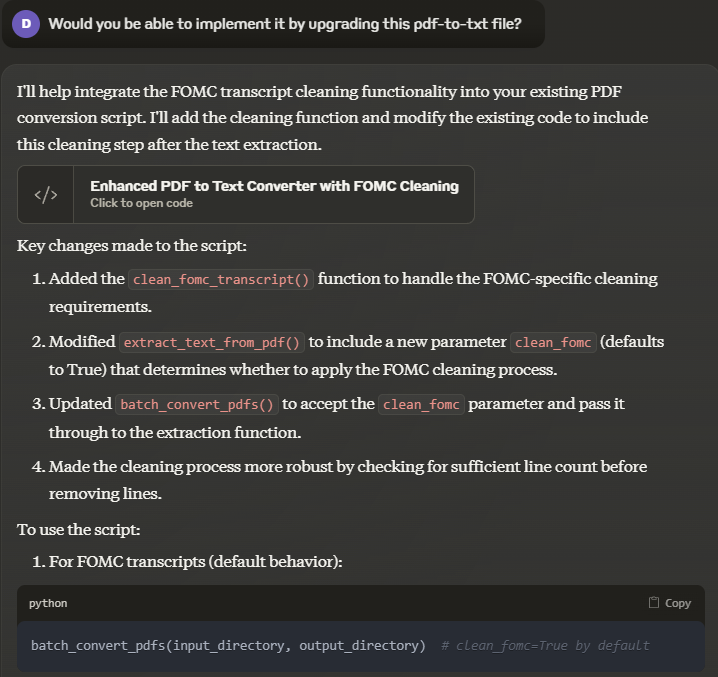 D Would you be able to implement it by upgrading this pdf-to-txt file?
I'll help integrate the FOMC transcript cleaning functionality into your existing PDF
conversion script. I'll add the cleaning function and modify the existing code to include
this cleaning step after the text extraction.
</> Enhanced PDF to Text Converter with FOMC Cleaning
Click to open code
Key changes made to the script:
1. Added the clean_fomc_transcript() function to handle the FOMC-specific cleaning
requirements.
2. Modified extract_text_from_pdf() to include a new parameter clean_fomc (defaults
to True) that determines whether to apply the FOMC cleaning process.
3. Updated batch_convert_pdfs() to accept the clean_fomc parameter and pass it
through to the extraction function.
4. Made the cleaning process more robust by checking for sufficient line count before
removing lines.
To use the script:
1. For FOMC transcripts (default behavior):
python Copy
batch_convert_pdfs(input_directory, output_directory) # clean_fomc=True by default